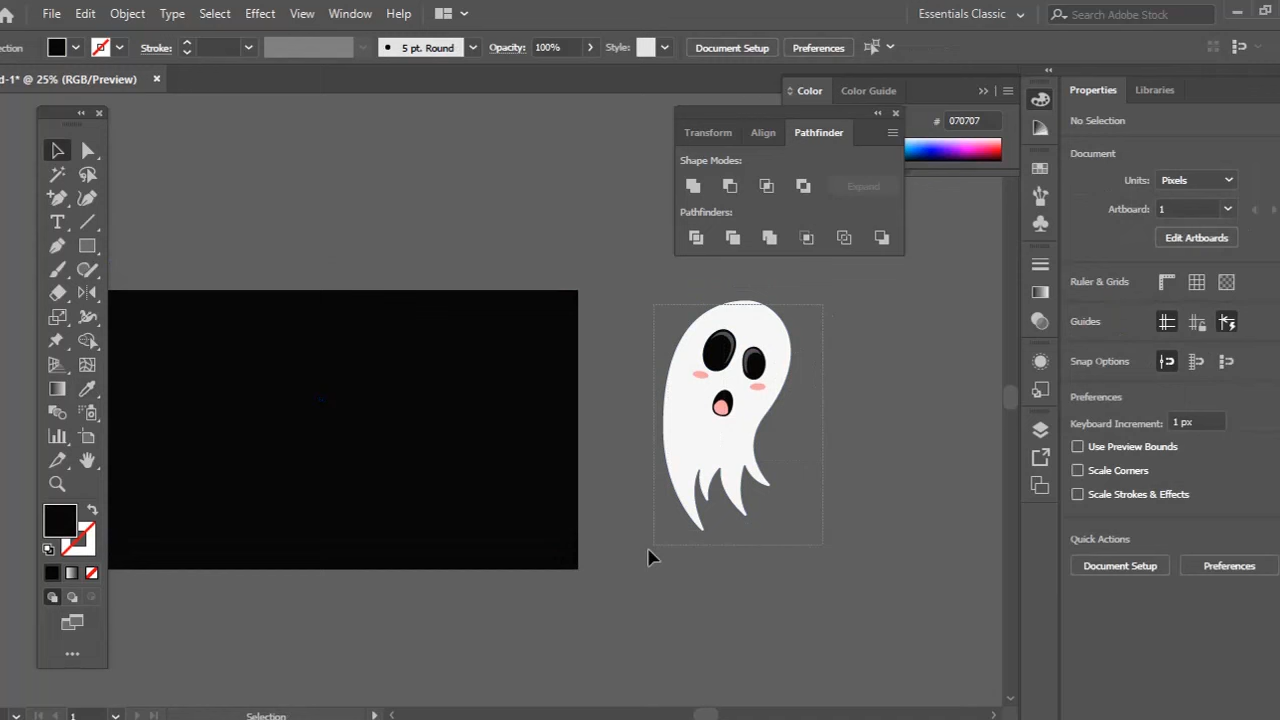 File Edit Object Type Select Effect View Window Help
Essentials Classic
Search Adobe Stock
ection
Stroke:
5 pt. Round
Opacity: 100%
Style:
Document Setup
Preferences
d-1* @ 25% (RGB/Preview)
Color
Color Guide
# 070707
Transform
Align
Pathfinder
Shape Modes:
Expand
Pathfinders:
Properties
Libraries
No Selection
Document
Units: Pixels
Artboard: 1
Edit Artboards
Ruler & Grids
Guides
Snap Options
Preferences
Keyboard Increment: 1 px
Use Preview Bounds
Scale Corners
Scale Strokes & Effects
Quick Actions
Document Setup
Preferences
1
Selection